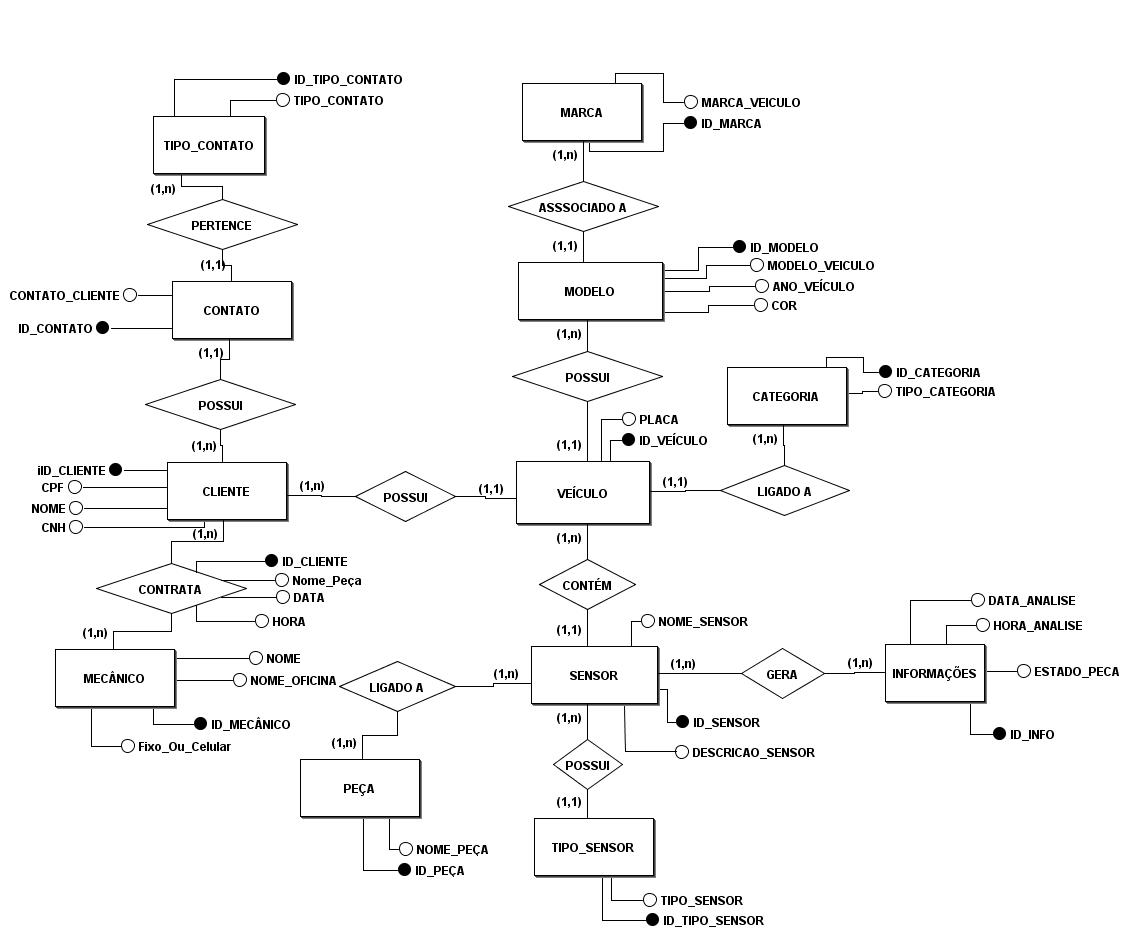 ID_TIPO_CONTATO
TIPO_CONTATO
TIPO_CONTATO
(1,n)
PERTENCE
(1,1)
CONTATO_CLIENTE
ID_CONTATO
CONTATO
(1,1)
POSSUI
(1,n)
iID_CLIENTE
CPF
NOME
CNH
CLIENTE
(1,n)
POSSUI
(1,1)
(1,n)
CONTRATA
ID_CLIENTE
Nome_Peça
DATA
HORA
(1,n)
MECÂNICO
NOME
NOME_OFICINA
ID_MECÂNICO
Fixo_Ou_Celular
MARCA
MARCA_VEICULO
ID_MARCA
(1,n)
ASSSOCIADO A
(1,1)
MODELO
ID_MODELO
MODELO_VEICULO
ANO_VEÍCULO
COR
(1,n)
POSSUI
(1,1)
PLACA
ID_VEÍCULO
VEÍCULO
(1,1)
LIGADO A
(1,n)
CATEGORIA
ID_CATEGORIA
TIPO_CATEGORIA
(1,n)
CONTÉM
(1,1)
NOME_SENSOR
SENSOR
ID_SENSOR
DESCRICAO_SENSOR
(1,n)
GERA
(1,n)
INFORMAÇÕES
DATA_ANALISE
HORA_ANALISE
ESTADO_PECA
ID_INFO
(1,n)
LIGADO A
(1,n)
PEÇA
NOME_PEÇA
ID_PEÇA
(1,n)
POSSUI
(1,1)
TIPO_SENSOR
TIPO_SENSOR
ID_TIPO_SENSOR